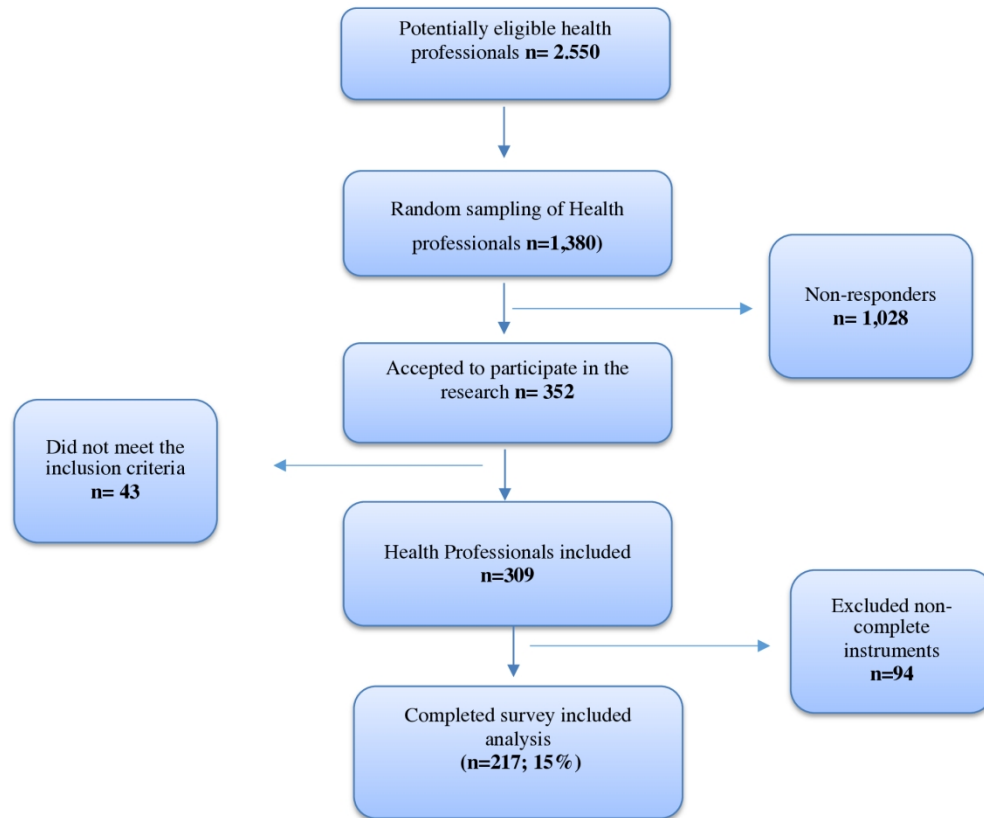 Potentially eligible health
professionals n= 2.550
Random sampling of Health
professionals n=1,380)
Non-responders
n= 1,028
Accepted to participate in the
research n= 352
Did not meet the
inclusion criteria
n= 43
Health Professionals included
n=309
Excluded non-
complete
instruments
n=94
Completed survey included
analysis
(n=217; 15%)